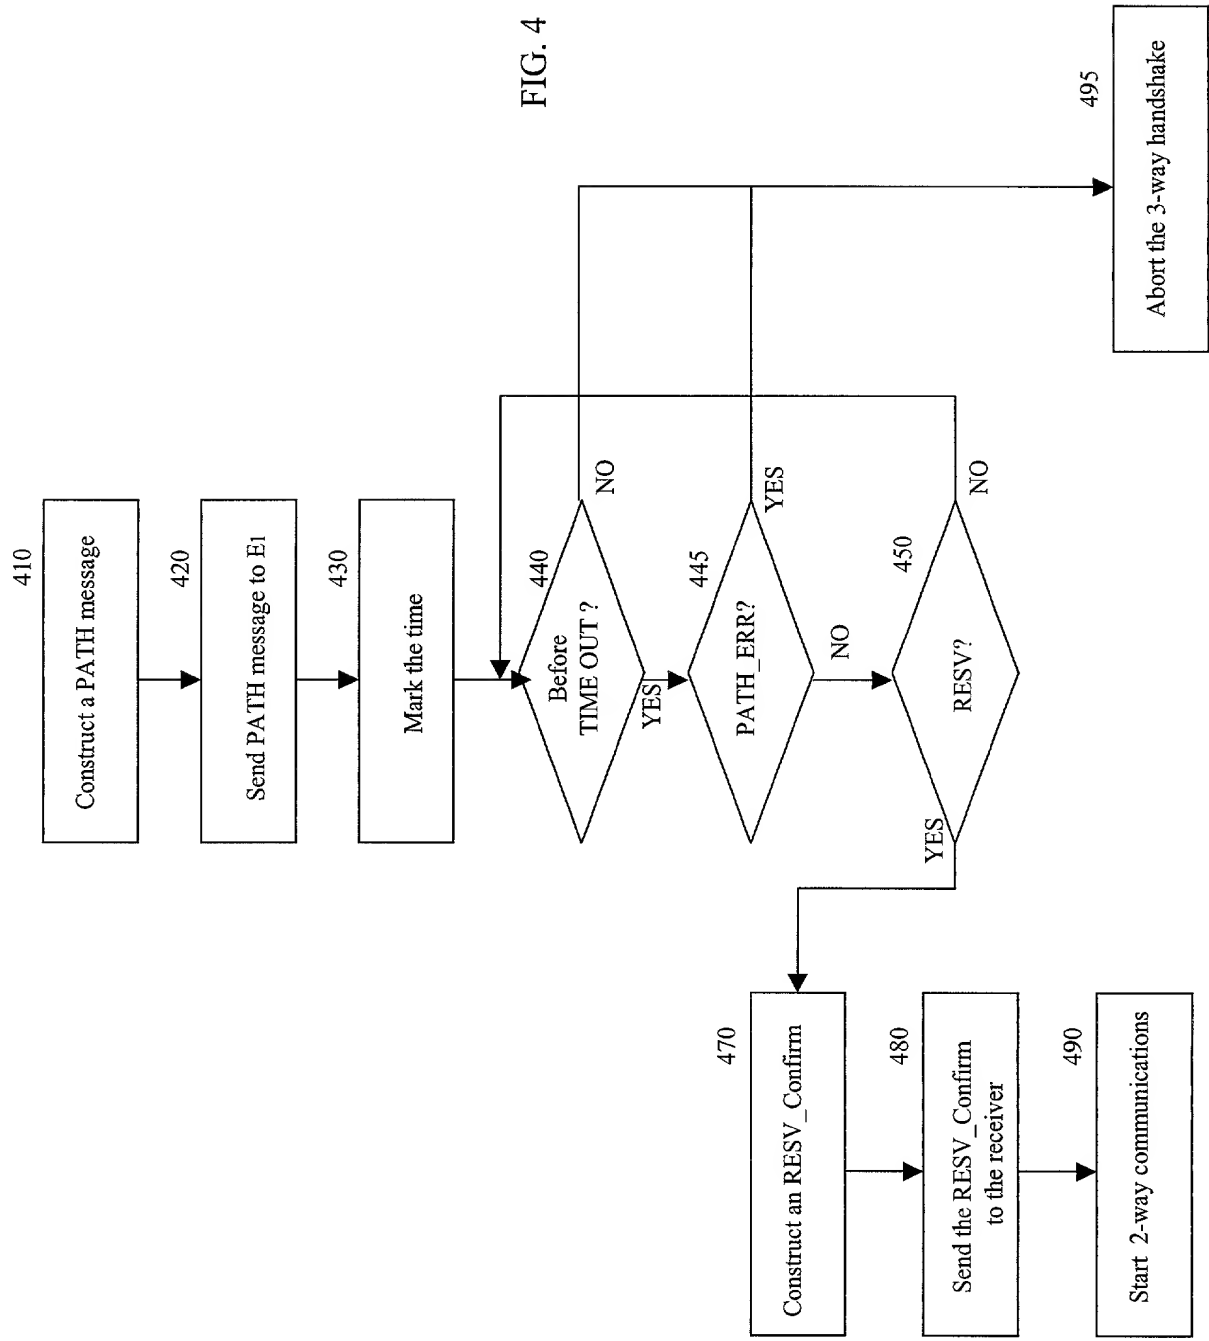 410
Construct a PATH message
420
Send PATH message to E1
430
Mark the time
440
Before
TIME OUT ?
NO
YES
445
PATH_ERR?
YES
NO
450
RESV?
NO
YES
470
Construct an RESV_Confirm
480
Send the RESV_Confirm
to the receiver
490
Start 2-way communications
495
Abort the 3-way handshake
FIG. 4